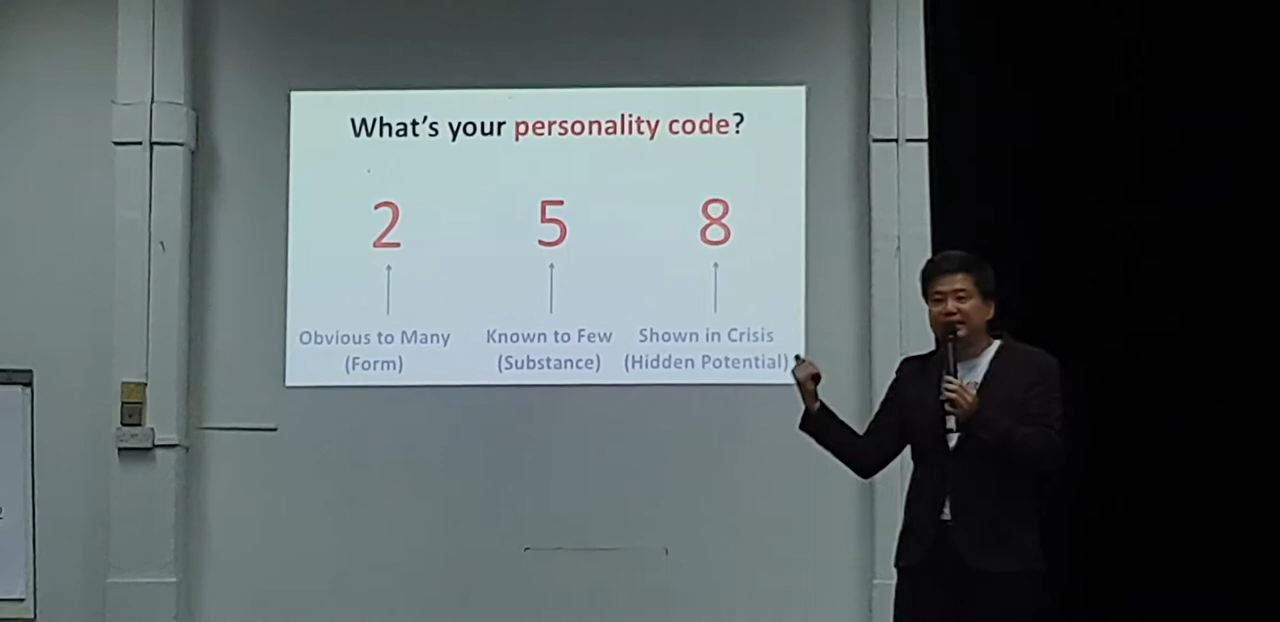 What's your personality code?
2 5 8
Obvious to Many Known to Few Shown in Crisis
(Form) (Substance) (Hidden Potential)